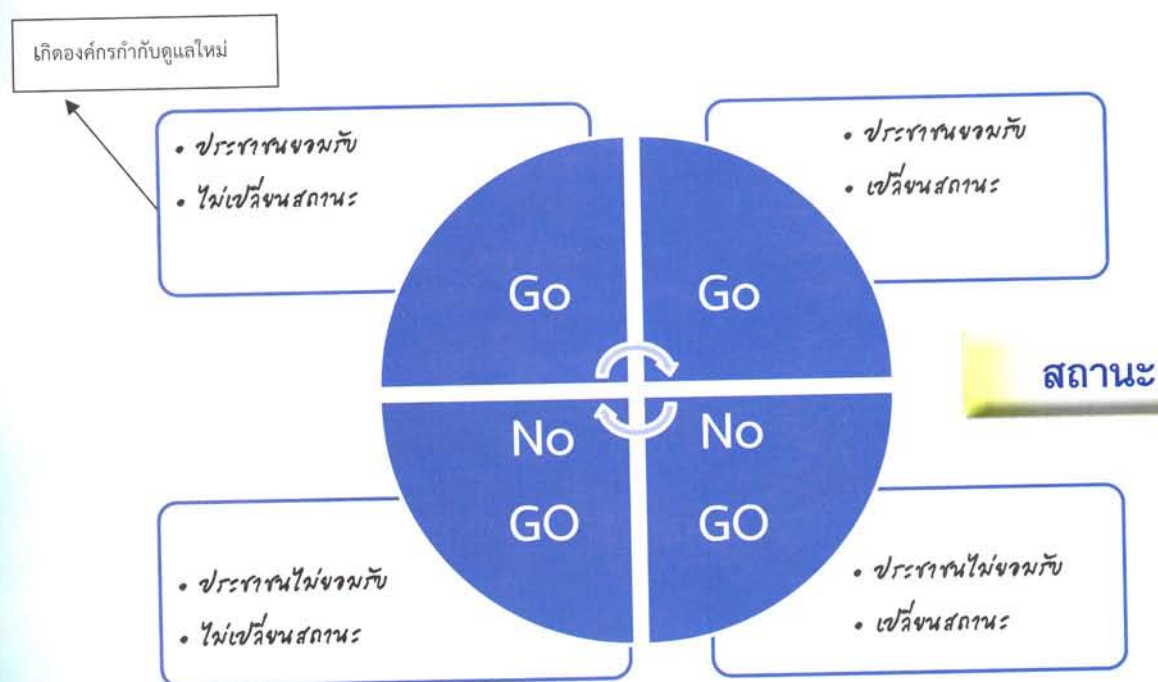 เกิดองค์กรกำกับดูแลใหม่
• ประชาชนยอมรับ
• ไม่เปลี่ยนสถานะ
• ประชาชนยอมรับ
• เปลี่ยนสถานะ
Go
Go
สถานะ
No
GO
No
GO
• ประชาชนไม่ยอมรับ
• ไม่เปลี่ยนสถานะ
• ประชาชนไม่ยอมรับ
• เปลี่ยนสถานะ